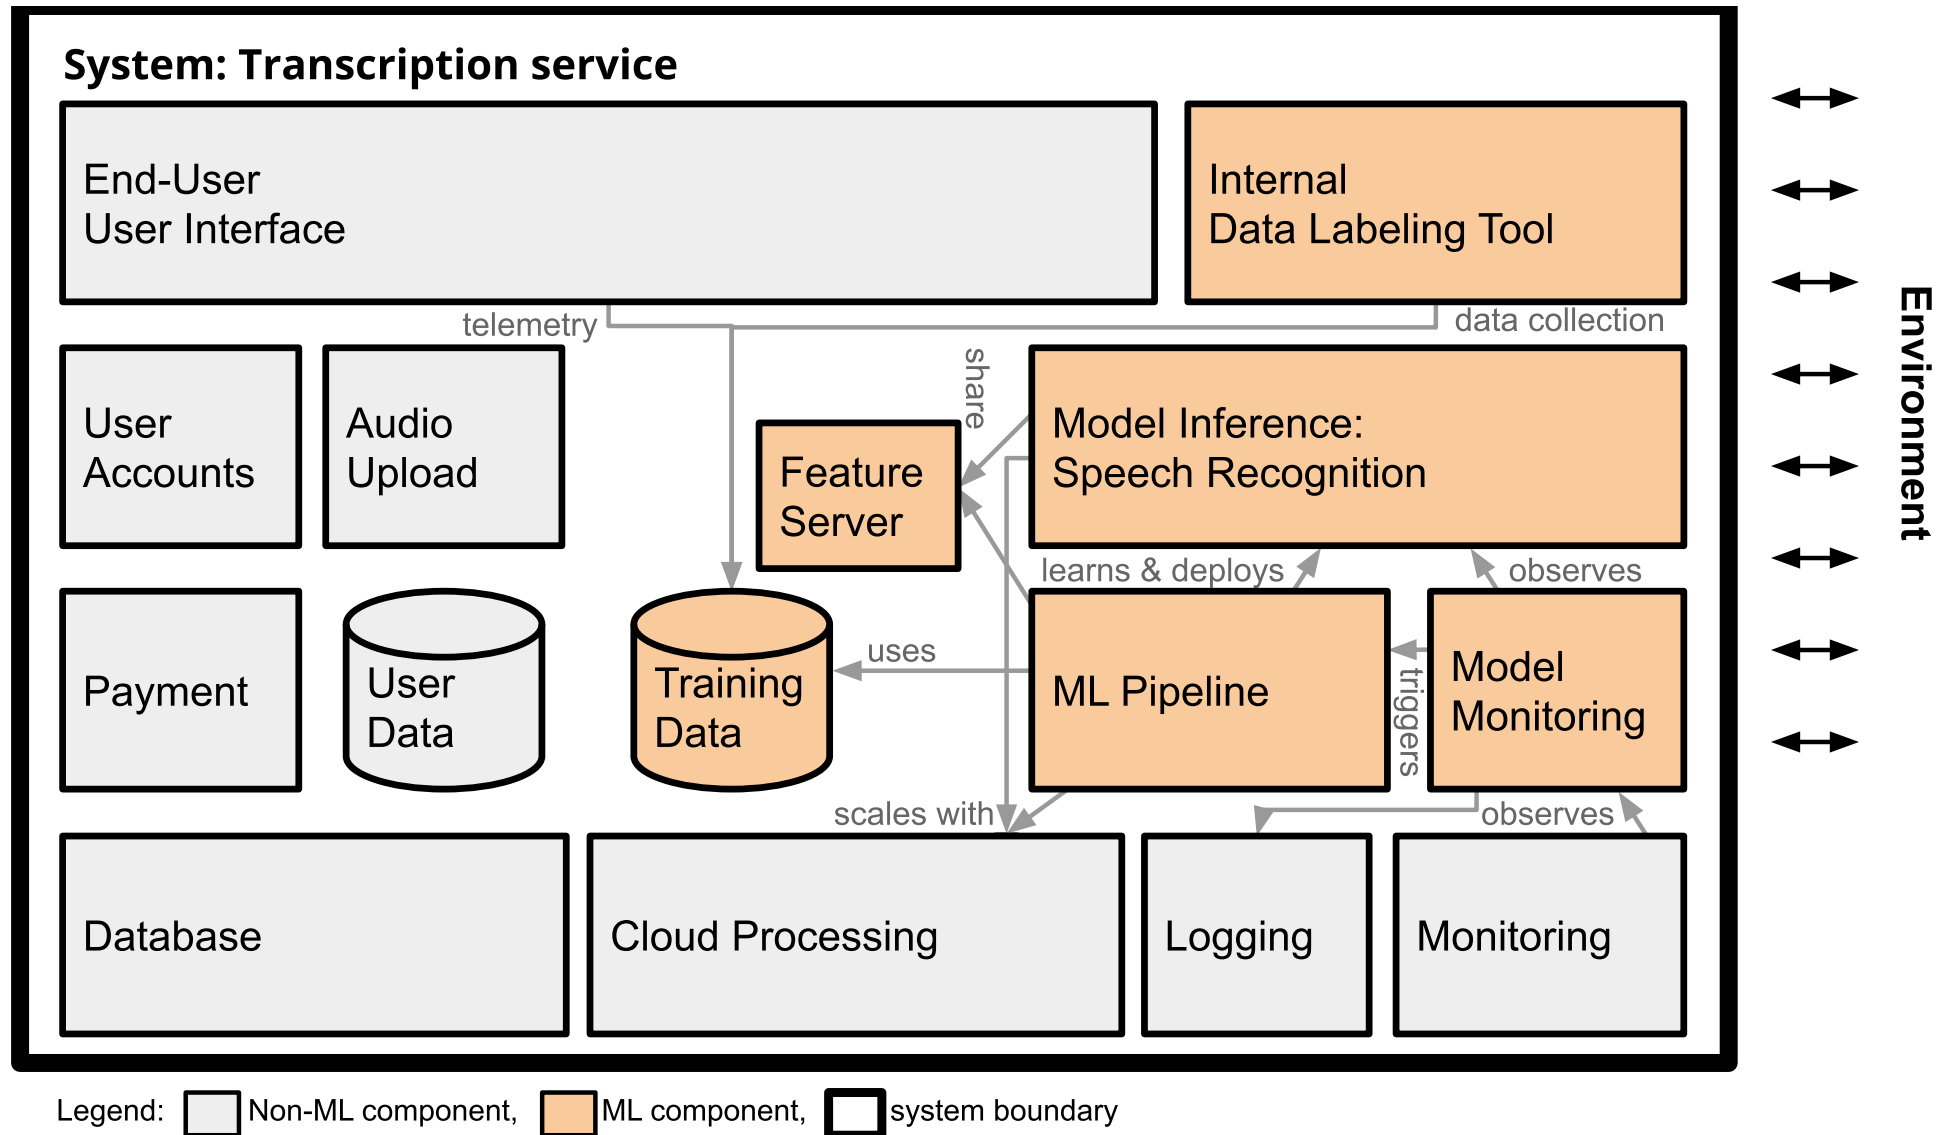 System: Transcription service
End-User
User Interface
Internal
Data Labeling Tool
telemetry
data collection
share
User
Accounts
Audio
Upload
Feature
Server
Model Inference:
Speech Recognition
learns & deploys
observes
Payment
User
Data
Training
Data
uses
ML Pipeline
triggers
Model
Monitoring
scales with
observes
Database
Cloud Processing
Logging
Monitoring
Environment
Legend: Non-ML component, ML component, system boundary